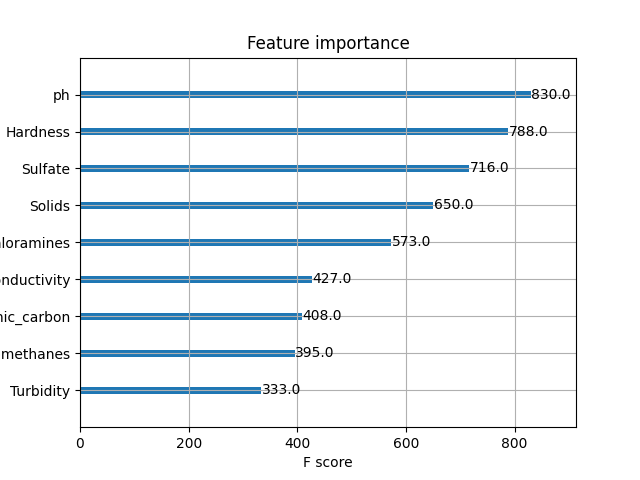 Feature importance
ph 830.0
Hardness 788.0
Sulfate 716.0
Solids 650.0
loramines 573.0
nductivity 427.0
nic_carbon 408.0
methanes 395.0
Turbidity 333.0
0 200 400 600 800
F score